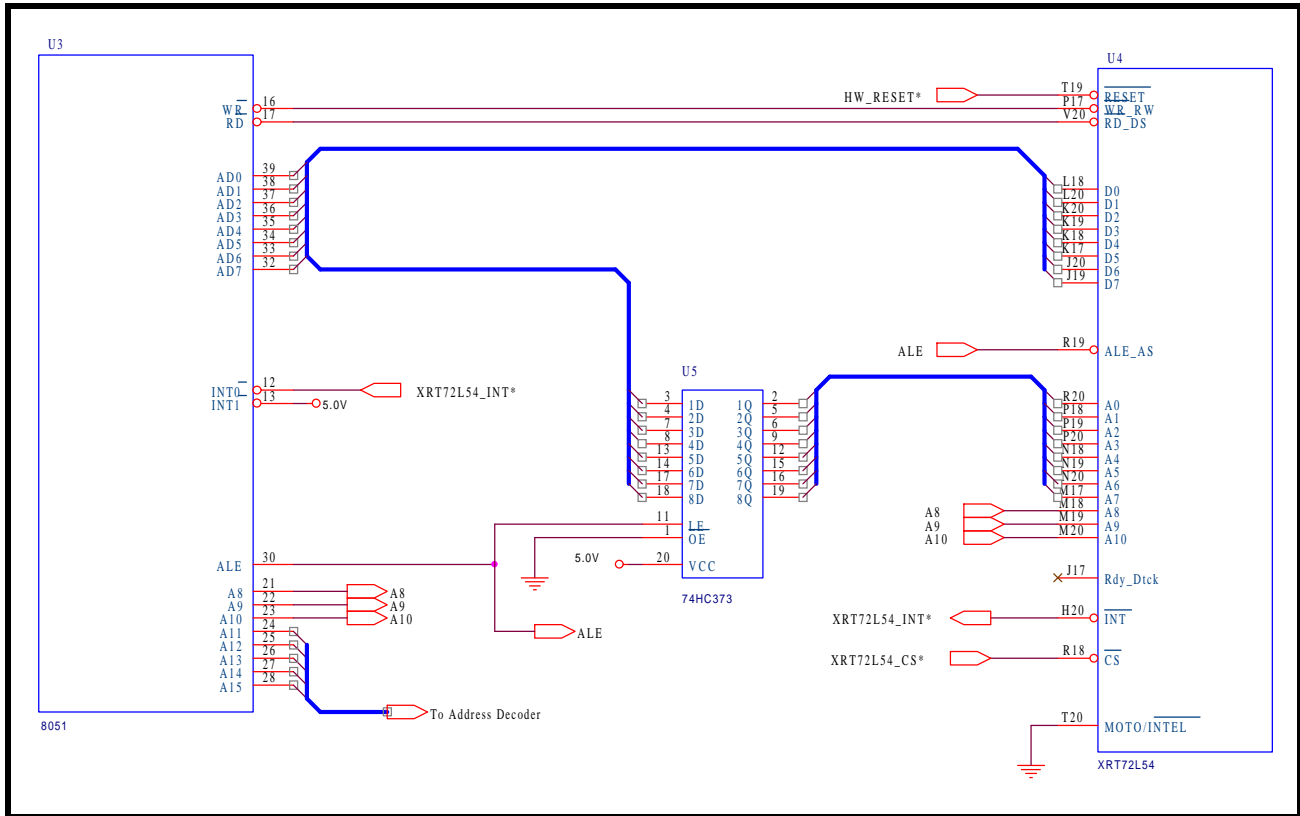 U3
16
WR
17
RD
39
AD0
38
AD1
37
AD2
36
AD3
35
AD4
34
AD5
33
AD6
32
AD7
12
INT0
XRT72L54_INT*
13
INT1
5.0V
30
ALE
21
A8
A8
22
A9
A9
23
A10
A10
24
A11
25
A12
26
A13
27
A14
28
A15
ALE
To Address Decoder
8051
U5
3
1D
1Q
2
4
2D
2Q
5
7
3D
3Q
6
8
4D
4Q
9
13
5D
5Q
12
14
6D
6Q
15
17
7D
7Q
16
18
8D
8Q
19
11
LE
1
OE
5.0V
20
VCC
74HC373
U4
HW_RESET*
T19
RESET
P17
WR_RW
V20
RD_DS
L18
D0
L20
D1
K20
D2
K19
D3
K18
D4
K17
D5
J20
D6
J19
D7
ALE
R19
ALE_AS
R20
A0
P18
A1
P19
A2
P20
A3
N18
A4
N19
A5
N20
A6
M17
A7
A8
M18
A8
A9
M19
A9
A10
M20
A10
J17
Rdy_Dtck
XRT72L54_INT*
H20
INT
XRT72L54_CS*
R18
CS
T20
MOTO/INTEL
XRT72L54